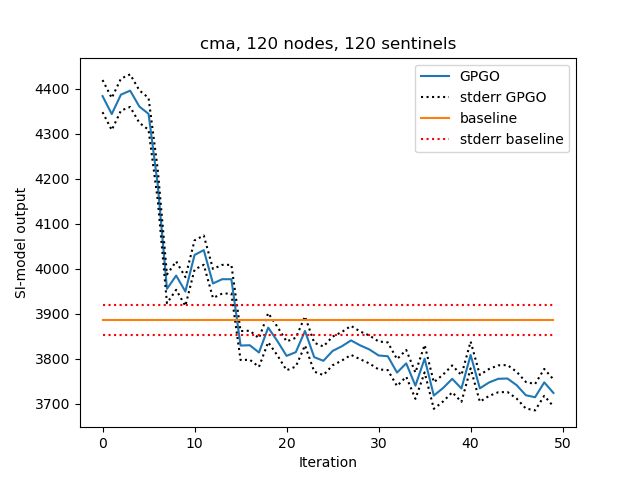 cma, 120 nodes, 120 sentinels
GPGO
stderr GPGO
baseline
stderr baseline
SI-model output
4400
4300
4200
4100
4000
3900
3800
3700
0 10 20 30 40 50
Iteration